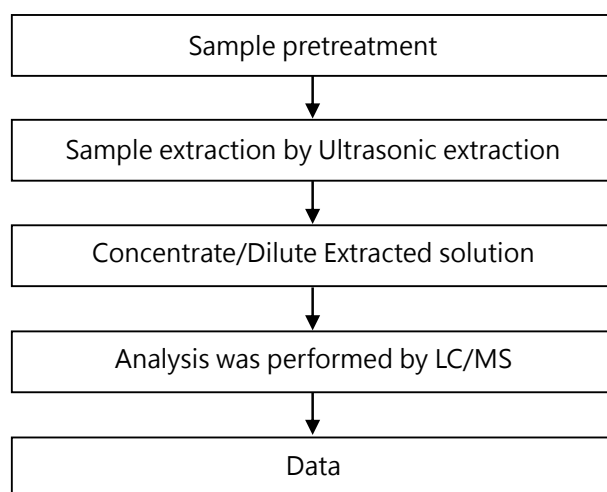 Sample pretreatment
Sample extraction by Ultrasonic extraction
Concentrate/Dilute Extracted solution
Analysis was performed by LC/MS
Data